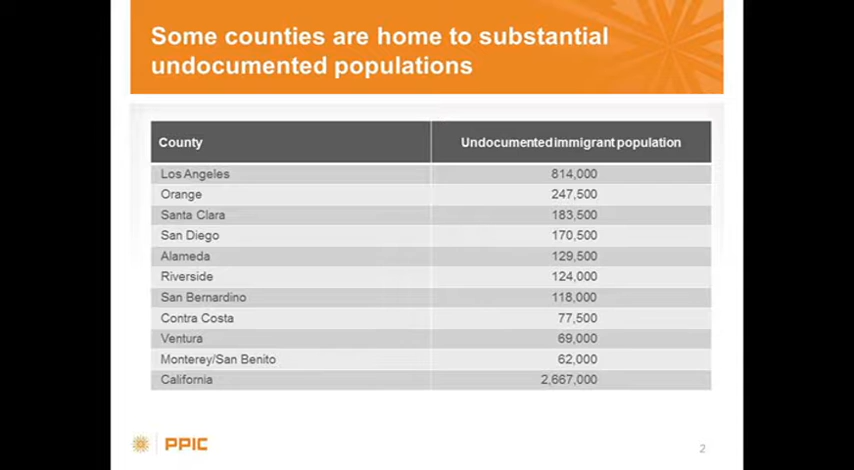 Some counties are home to substantial
undocumented populations
County Undocumented immigrant population
Los Angeles 814,000
Orange 247,500
Santa Clara 183,500
San Diego 170,500
Alameda 129,500
Riverside 124,000
San Bernardino 118,000
Contra Costa 77,500
Ventura 69,000
Monterey/San Benito 62,000
California 2,667,000
PPIC 2